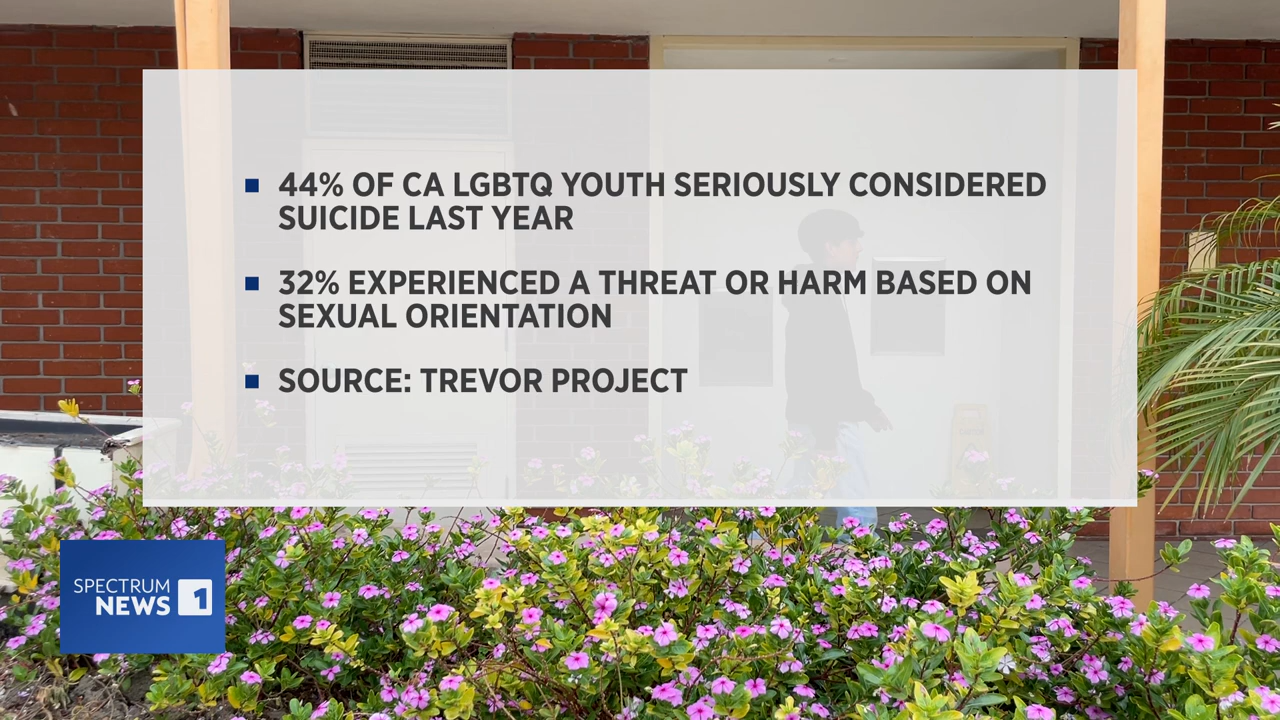 44% OF CA LGBTQ YOUTH SERIOUSLY CONSIDERED
SUICIDE LAST YEAR
32% EXPERIENCED A THREAT OR HARM BASED ON
SEXUAL ORIENTATION
SOURCE: TREVOR PROJECT
SPECTRUM
NEWS 1